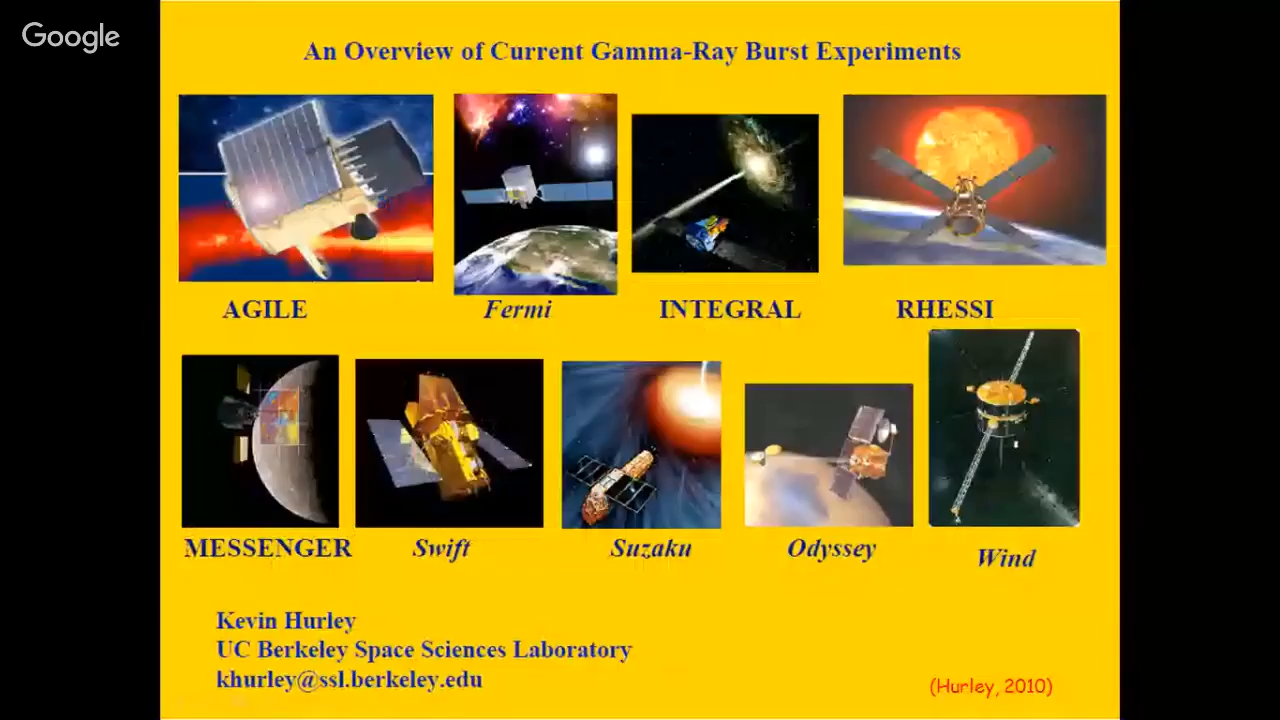 Google
An Overview of Current Gamma-Ray Burst Experiments
AGILE
Fermi
INTEGRAL
RHESSI
MESSENGER
Swift
Suzaku
Odyssey
Wind
Kevin Hurley
UC Berkeley Space Sciences Laboratory
khurley@ssl.berkeley.edu
(Hurley, 2010)